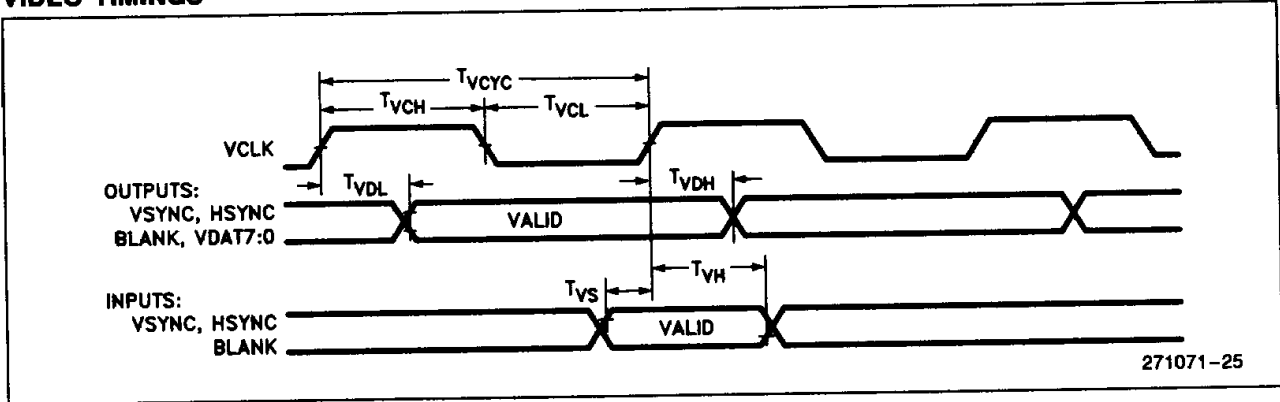 VIDEO TIMINGS
TVCYC
TVCH TVCL
VCLK
TVDL TVDH
OUTPUTS:
VSYNC, HSYNC VALID
BLANK, VDAT7:0
TVS TVH
INPUTS:
VSYNC, HSYNC VALID
BLANK
271071–25